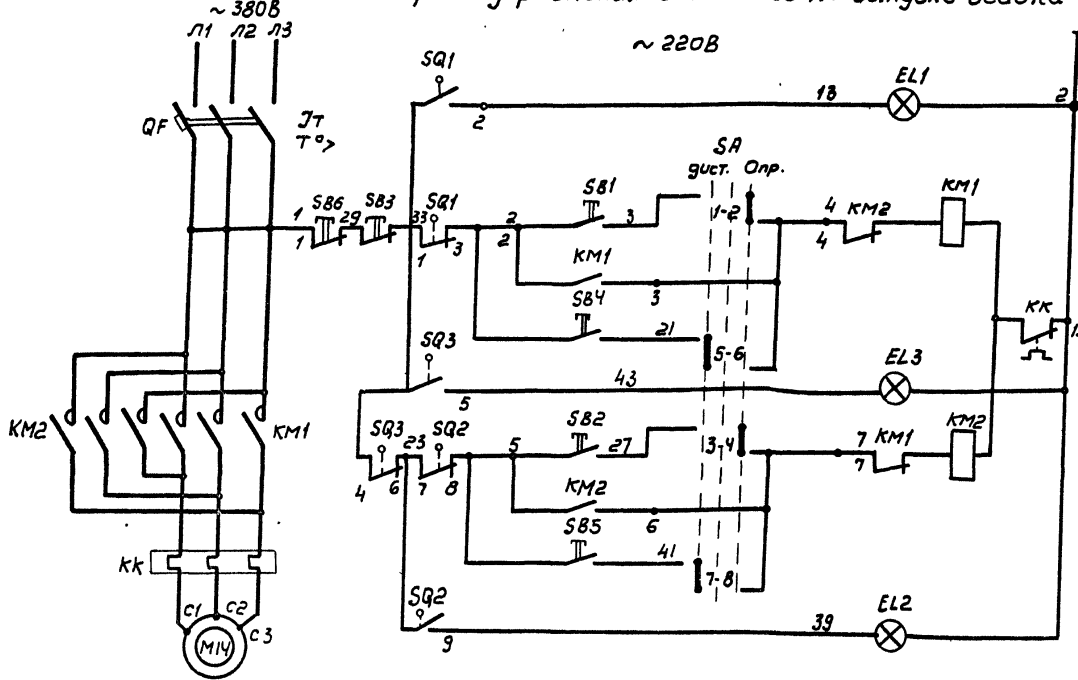 ~ 380В
Л1 Л2 Л3
~ 220В
SQ1
13
EL1
2
2
QF
Iт
T°>
SA
дист. Опр.
SB6
SB3
SQ1
SB1
1
29
33
2
3
1-2
4
KM2
KM1
1
1
3
2
4
KM1
3
SB4
21
5-6
KK
SQ3
43
EL3
5
KM2
KM1
SQ3
23
SQ2
5
SB2
27
3-4
7
KM1
KM2
4
6
7
8
7
KM2
6
SB5
41
7-8
KK
SQ2
39
EL2
9
C1
C2
C3
M14